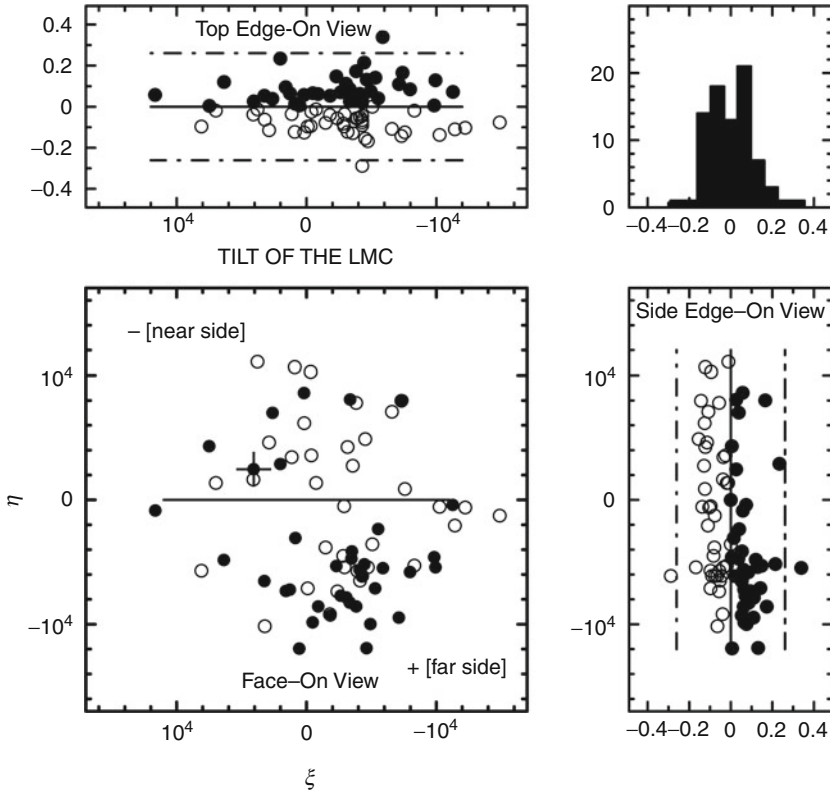 Top Edge-On View
0.4
0.2
0
−0.2
−0.4
10⁴ 0 −10⁴
TILT OF THE LMC
20
10
0
−0.4 −0.2 0 0.2 0.4
− [near side]
10⁴
0
−10⁴
η
+ [far side]
Face–On View
10⁴ 0 −10⁴
ξ
Side Edge–On View
10⁴
0
−10⁴
−0.4 −0.2 0 0.2 0.4